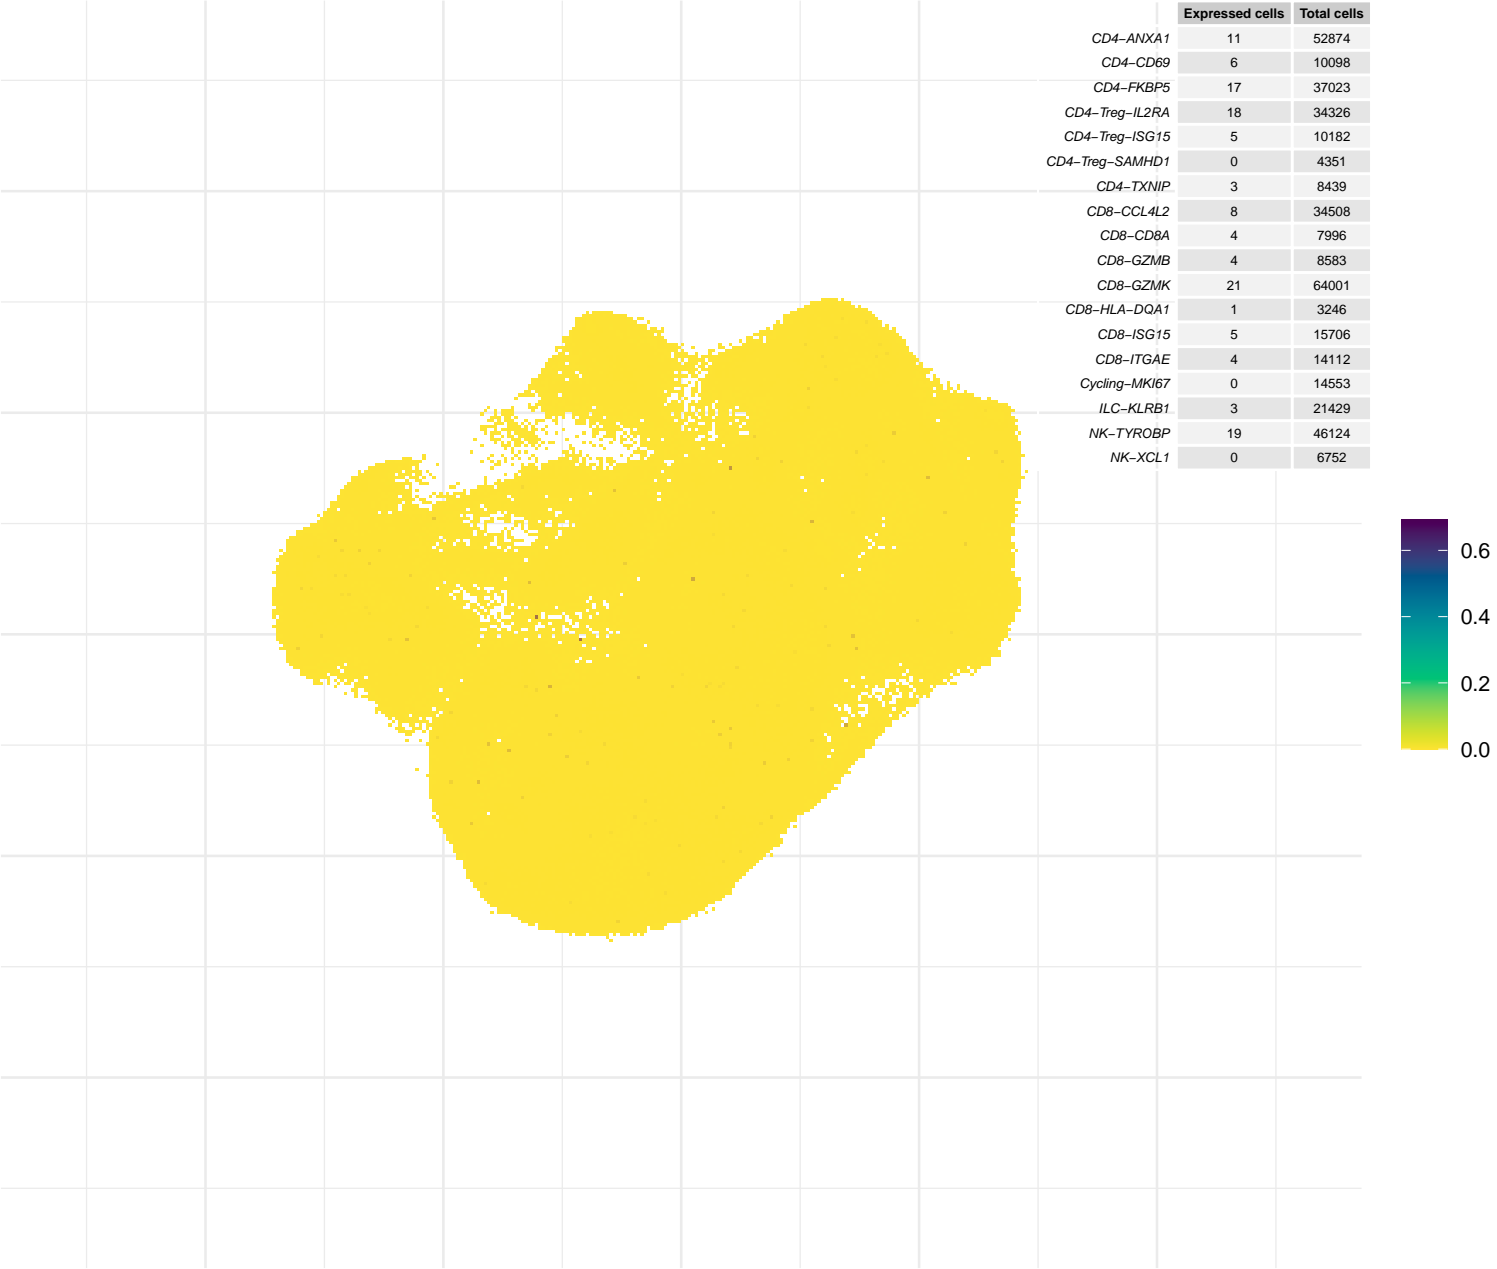 Expressed cells Total cells
CD4−ANXA1 11 52874
CD4−CD69 6 10098
CD4−FKBP5 17 37023
CD4−Treg−IL2RA 18 34326
CD4−Treg−ISG15 5 10182
CD4−Treg−SAMHD1 0 4351
CD4−TXNIP 3 8439
CD8−CCL4L2 8 34508
CD8−CD8A 4 7996
CD8−GZMB 4 8583
CD8−GZMK 21 64001
CD8−HLA−DQA1 1 3246
CD8−ISG15 5 15706
CD8−ITGAE 4 14112
Cycling−MKI67 0 14553
ILC−KLRB1 3 21429
NK−TYROBP 19 46124
NK−XCL1 0 6752
0.6
0.4
0.2
0.0